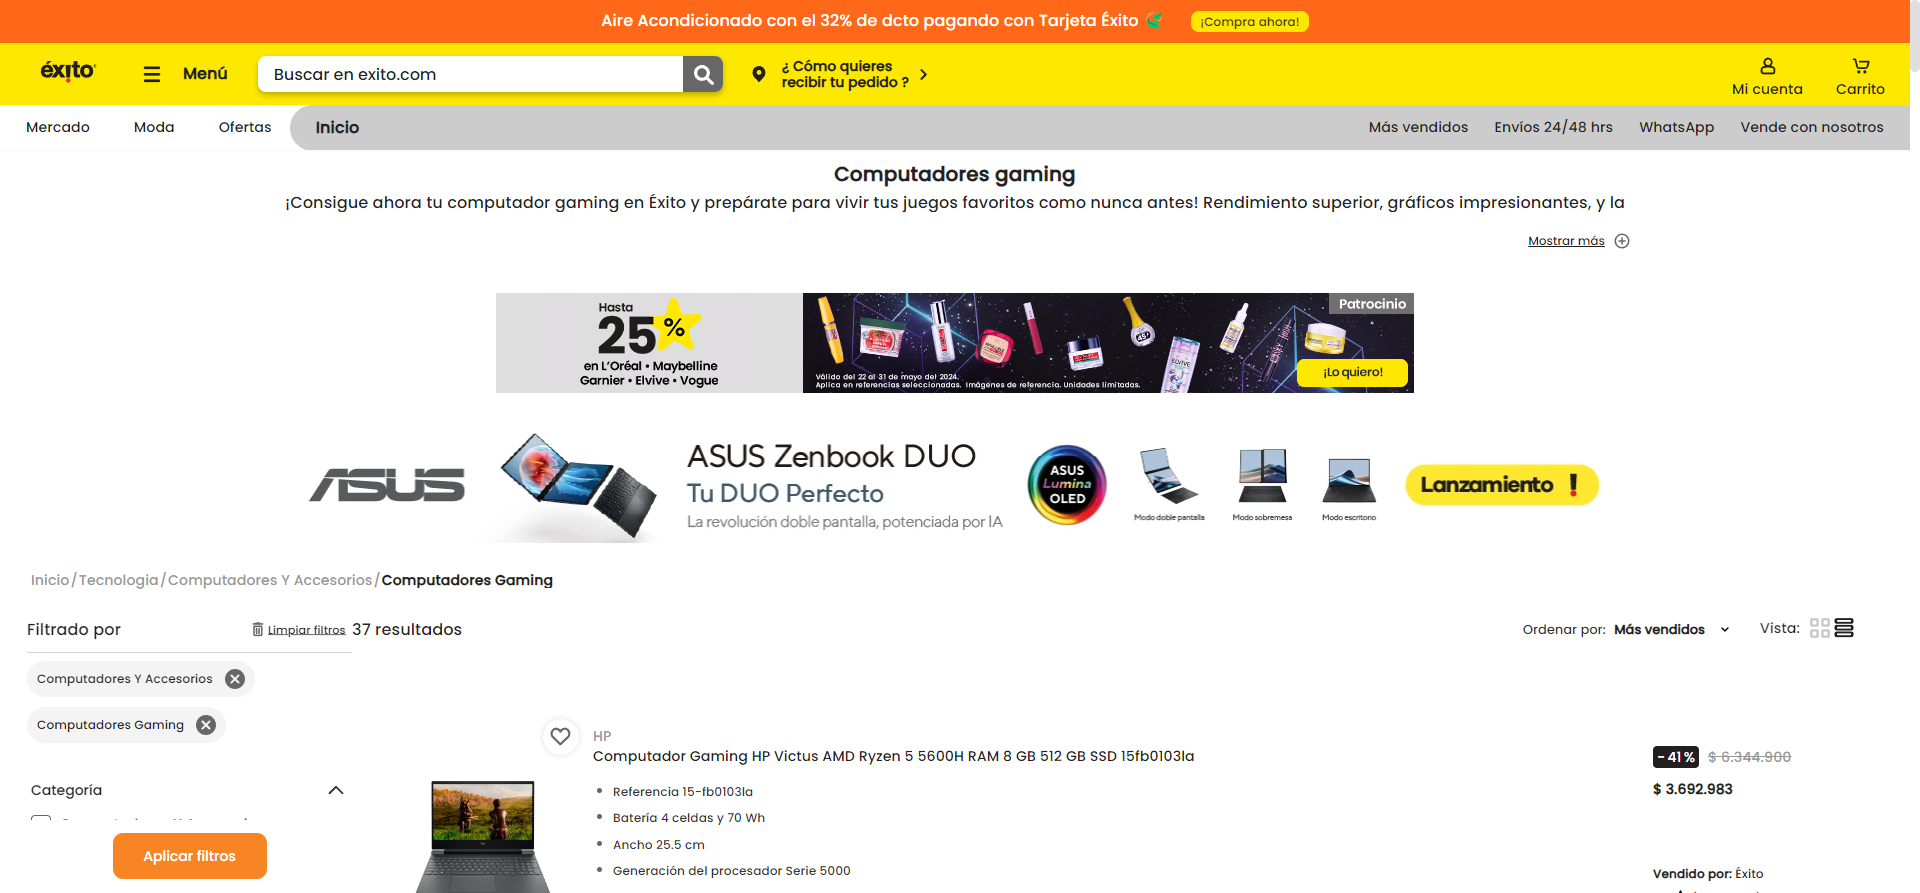 Aire Acondicionado con el 32% de dcto pagando con Tarjeta Éxito
¡Compra ahora!
éxito
Menú
Buscar en exito.com
¿ Cómo quieres
recibir tu pedido ?
Mi cuenta
Carrito
Mercado
Moda
Ofertas
Inicio
Más vendidos
Envíos 24/48 hrs
WhatsApp
Vende con nosotros
Computadores gaming
¡Consigue ahora tu computador gaming en Éxito y prepárate para vivir tus juegos favoritos como nunca antes! Rendimiento superior, gráficos impresionantes, y la
Mostrar más
Hasta
25%
en L'Oréal • Maybelline
Garnier • Elvive • Vogue
Patrocinio
Válido del 22 al 31 de mayo del 2024.
Aplica en referencias seleccionadas. Imágenes de referencia. Unidades limitadas.
¡Lo quiero!
ASUS
ASUS Zenbook DUO
Tu DUO Perfecto
La revolución doble pantalla, potenciada por IA
ASUS
Lumina
OLED
Modo doble pantalla
Modo sobremesa
Modo escritorio
Lanzamiento !
Inicio/Tecnologia/Computadores Y Accesorios/Computadores Gaming
Filtrado por
Limpiar filtros
37 resultados
Ordenar por: Más vendidos
Vista:
Computadores Y Accesorios
Computadores Gaming
Categoría
Aplicar filtros
HP
Computador Gaming HP Victus AMD Ryzen 5 5600H RAM 8 GB 512 GB SSD 15fb0103la
Referencia 15-fb0103la
Batería 4 celdas y 70 Wh
Ancho 25.5 cm
Generación del procesador Serie 5000
- 41 %
$ 6.344.900
$ 3.692.983
Vendido por: Éxito